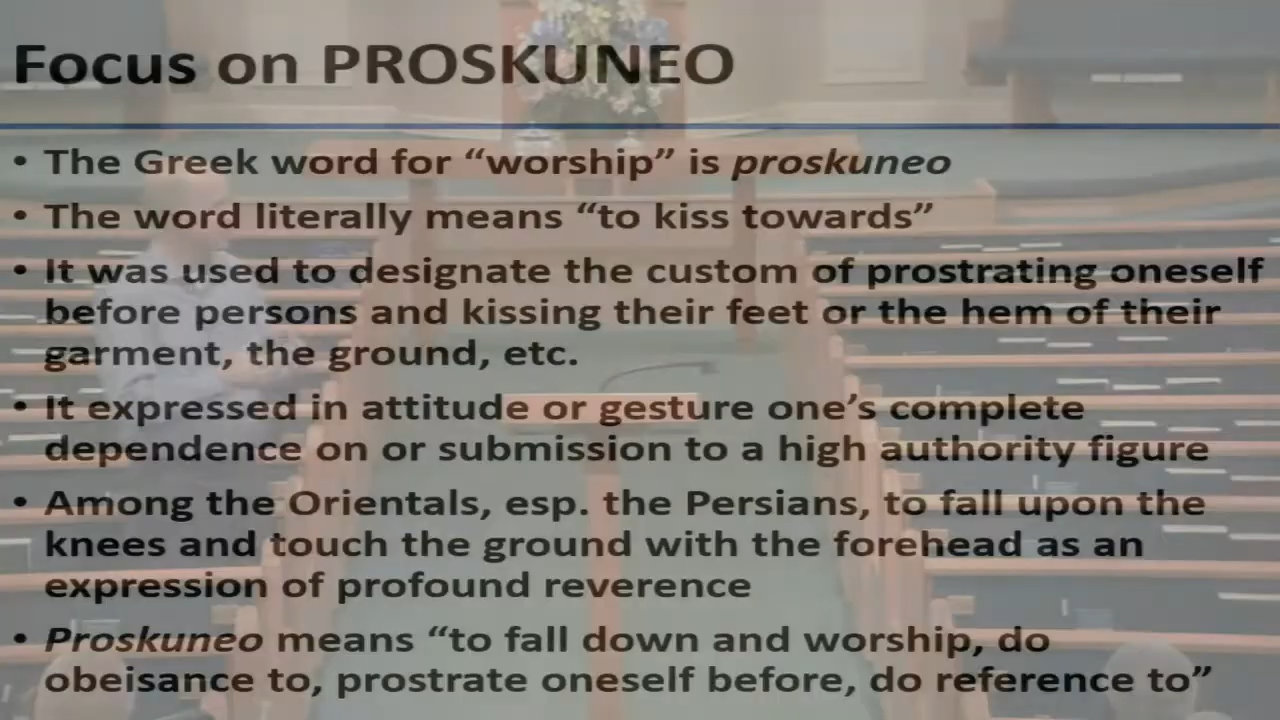 Focus on PROSKUNEO
• The Greek word for “worship” is proskuneo
• The word literally means “to kiss towards”
• It was used to designate the custom of prostrating oneself
before persons and kissing their feet or the hem of their
garment, the ground, etc.
• It expressed in attitude or gesture one’s complete
dependence on or submission to a high authority figure
• Among the Orientals, esp. the Persians, to fall upon the
knees and touch the ground with the forehead as an
expression of profound reverence
• Proskuneo means “to fall down and worship, do
obeisance to, prostrate oneself before, do reference to”